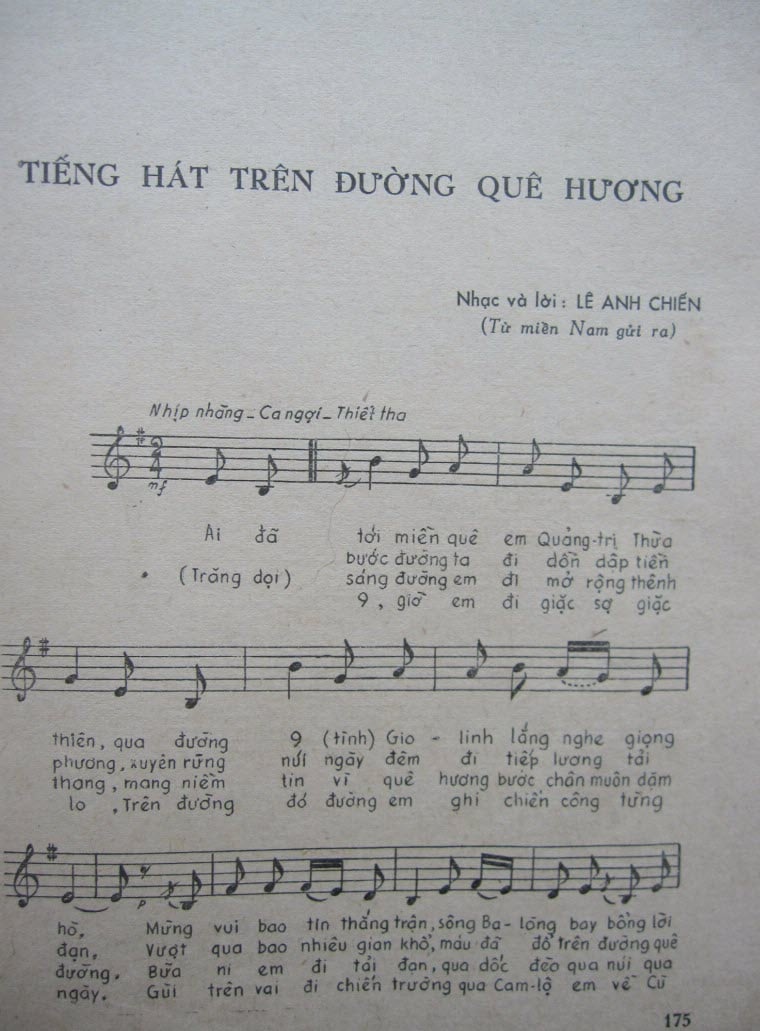 TIẾNG HÁT TRÊN ĐƯỜNG QUÊ HƯƠNG
Nhạc và lời : LÊ ANH CHIẾN
(Từ miền Nam gửi ra)
Nhịp nhàng - Ca ngợi - Thiết tha
2/4
mf
Ai đã tới miền quê em Quảng-trị Thừa
bước đường ta đi dồn dập tiền
(Trăng dọi) sáng đường em đi mở rộng thênh
9, giờ em đi giặc sợ giặc
thiên, qua đường 9 (tình) Gio - linh lắng nghe giọng
phương, xuyên rừng núi ngày đêm đi tiếp lương tải
thang, mang niềm tin vì quê hương bước chân muôn dặm
lo, Trên đường đó đường em ghi chiến công từng
p
hò, Mừng vui bao tin thắng trận, sông Ba-lòng bay bổng lời
đạn, Vượt qua bao nhiêu gian khổ, máu đã đổ trên đường quê
đường. Bữa ni em đi tải đạn, qua dốc đèo qua núi qua
ngày. Gùi trên vai đi chiến trường qua Cam-lộ em về Cù
175